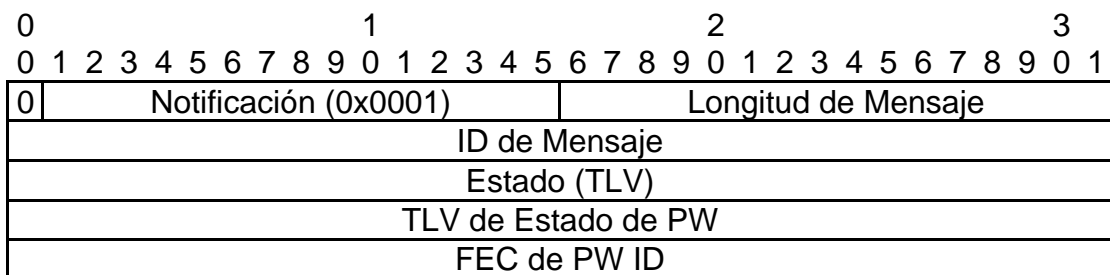 0 1 2 3
0 1 2 3 4 5 6 7 8 9 0 1 2 3 4 5 6 7 8 9 0 1 2 3 4 5 6 7 8 9 0 1
0 Notificación (0x0001) Longitud de Mensaje
ID de Mensaje
Estado (TLV)
TLV de Estado de PW
FEC de PW ID